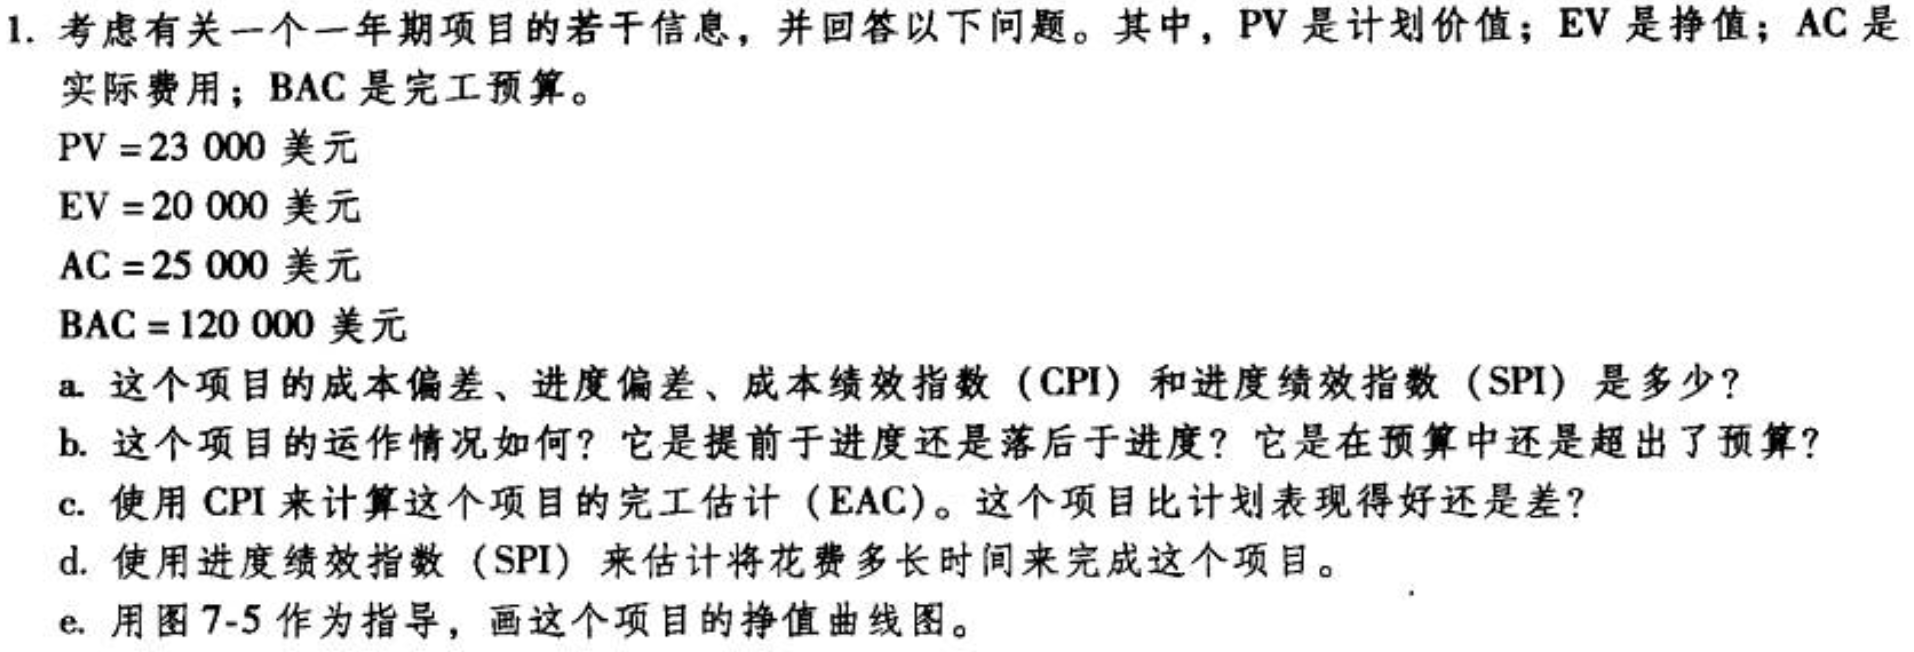 1. 考虑有关一个一年期项目的若干信息，并回答以下问题。其中，PV 是计划价值；EV 是挣值；AC 是
实际费用；BAC 是完工预算。
PV = 23 000 美元
EV = 20 000 美元
AC = 25 000 美元
BAC = 120 000 美元
a. 这个项目的成本偏差、进度偏差、成本绩效指数（CPI）和进度绩效指数（SPI）是多少？
b. 这个项目的运作情况如何？它是提前于进度还是落后于进度？它是在预算中还是超出了预算？
c. 使用 CPI 来计算这个项目的完工估计（EAC）。这个项目比计划表现得好还是差？
d. 使用进度绩效指数（SPI）来估计将花费多长时间来完成这个项目。
e. 用图 7-5 作为指导，画这个项目的挣值曲线图。